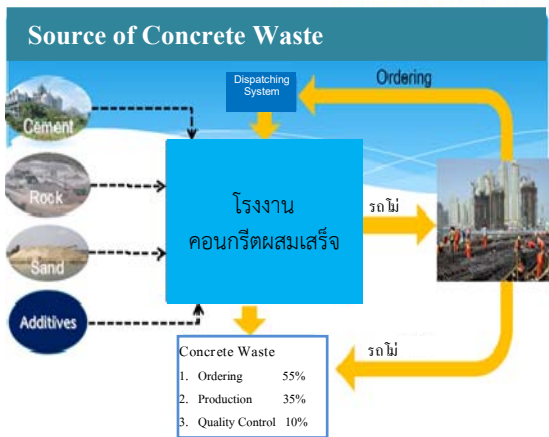 Source of Concrete Waste
Dispatching
System
Ordering
Cement
Rock
Sand
Additives
โรงงาน
คอนกรีตผสมเสร็จ
รถโม่
รถโม่
Concrete Waste
1. Ordering 55%
2. Production 35%
3. Quality Control 10%